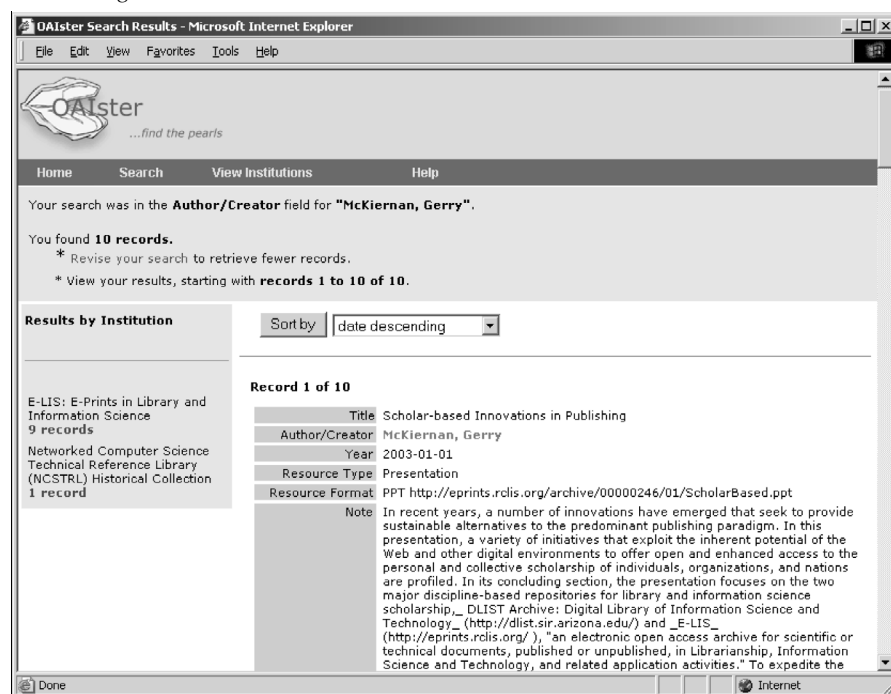 OAIster Search Results - Microsoft Internet Explorer
File Edit View Favorites Tools Help
OAIster
...find the pearls
Home Search View Institutions Help
Your search was in the Author/Creator field for "McKiernan, Gerry".
You found 10 records.
* Revise your search to retrieve fewer records.
* View your results, starting with records 1 to 10 of 10.
Results by Institution
E-LIS: E-Prints in Library and
Information Science
9 records
Networked Computer Science
Technical Reference Library
(NCSTRL) Historical Collection
1 record
Sort by date descending
Record 1 of 10
Title Scholar-based Innovations in Publishing
Author/Creator McKiernan, Gerry
Year 2003-01-01
Resource Type Presentation
Resource Format PPT http://eprints.rclis.org/archive/00000246/01/ScholarBased.ppt
Note In recent years, a number of innovations have emerged that seek to provide
sustainable alternatives to the predominant publishing paradigm. In this
presentation, a variety of initiatives that exploit the inherent potential of the
Web and other digital environments to offer open and enhanced access to the
personal and collective scholarship of individuals, organizations, and nations
are profiled. In its concluding section, the presentation focuses on the two
major discipline-based repositories for library and information science
scholarship,_ DLIST Archive: Digital Library of Information Science and
Technology_ (http://dlist.sir.arizona.edu/) and _E-LIS_
(http://eprints.rclis.org/ ), "an electronic open access archive for scientific or
technical documents, published or unpublished, in Librarianship, Information
Science and Technology, and related application activities." To expedite the
Done Internet